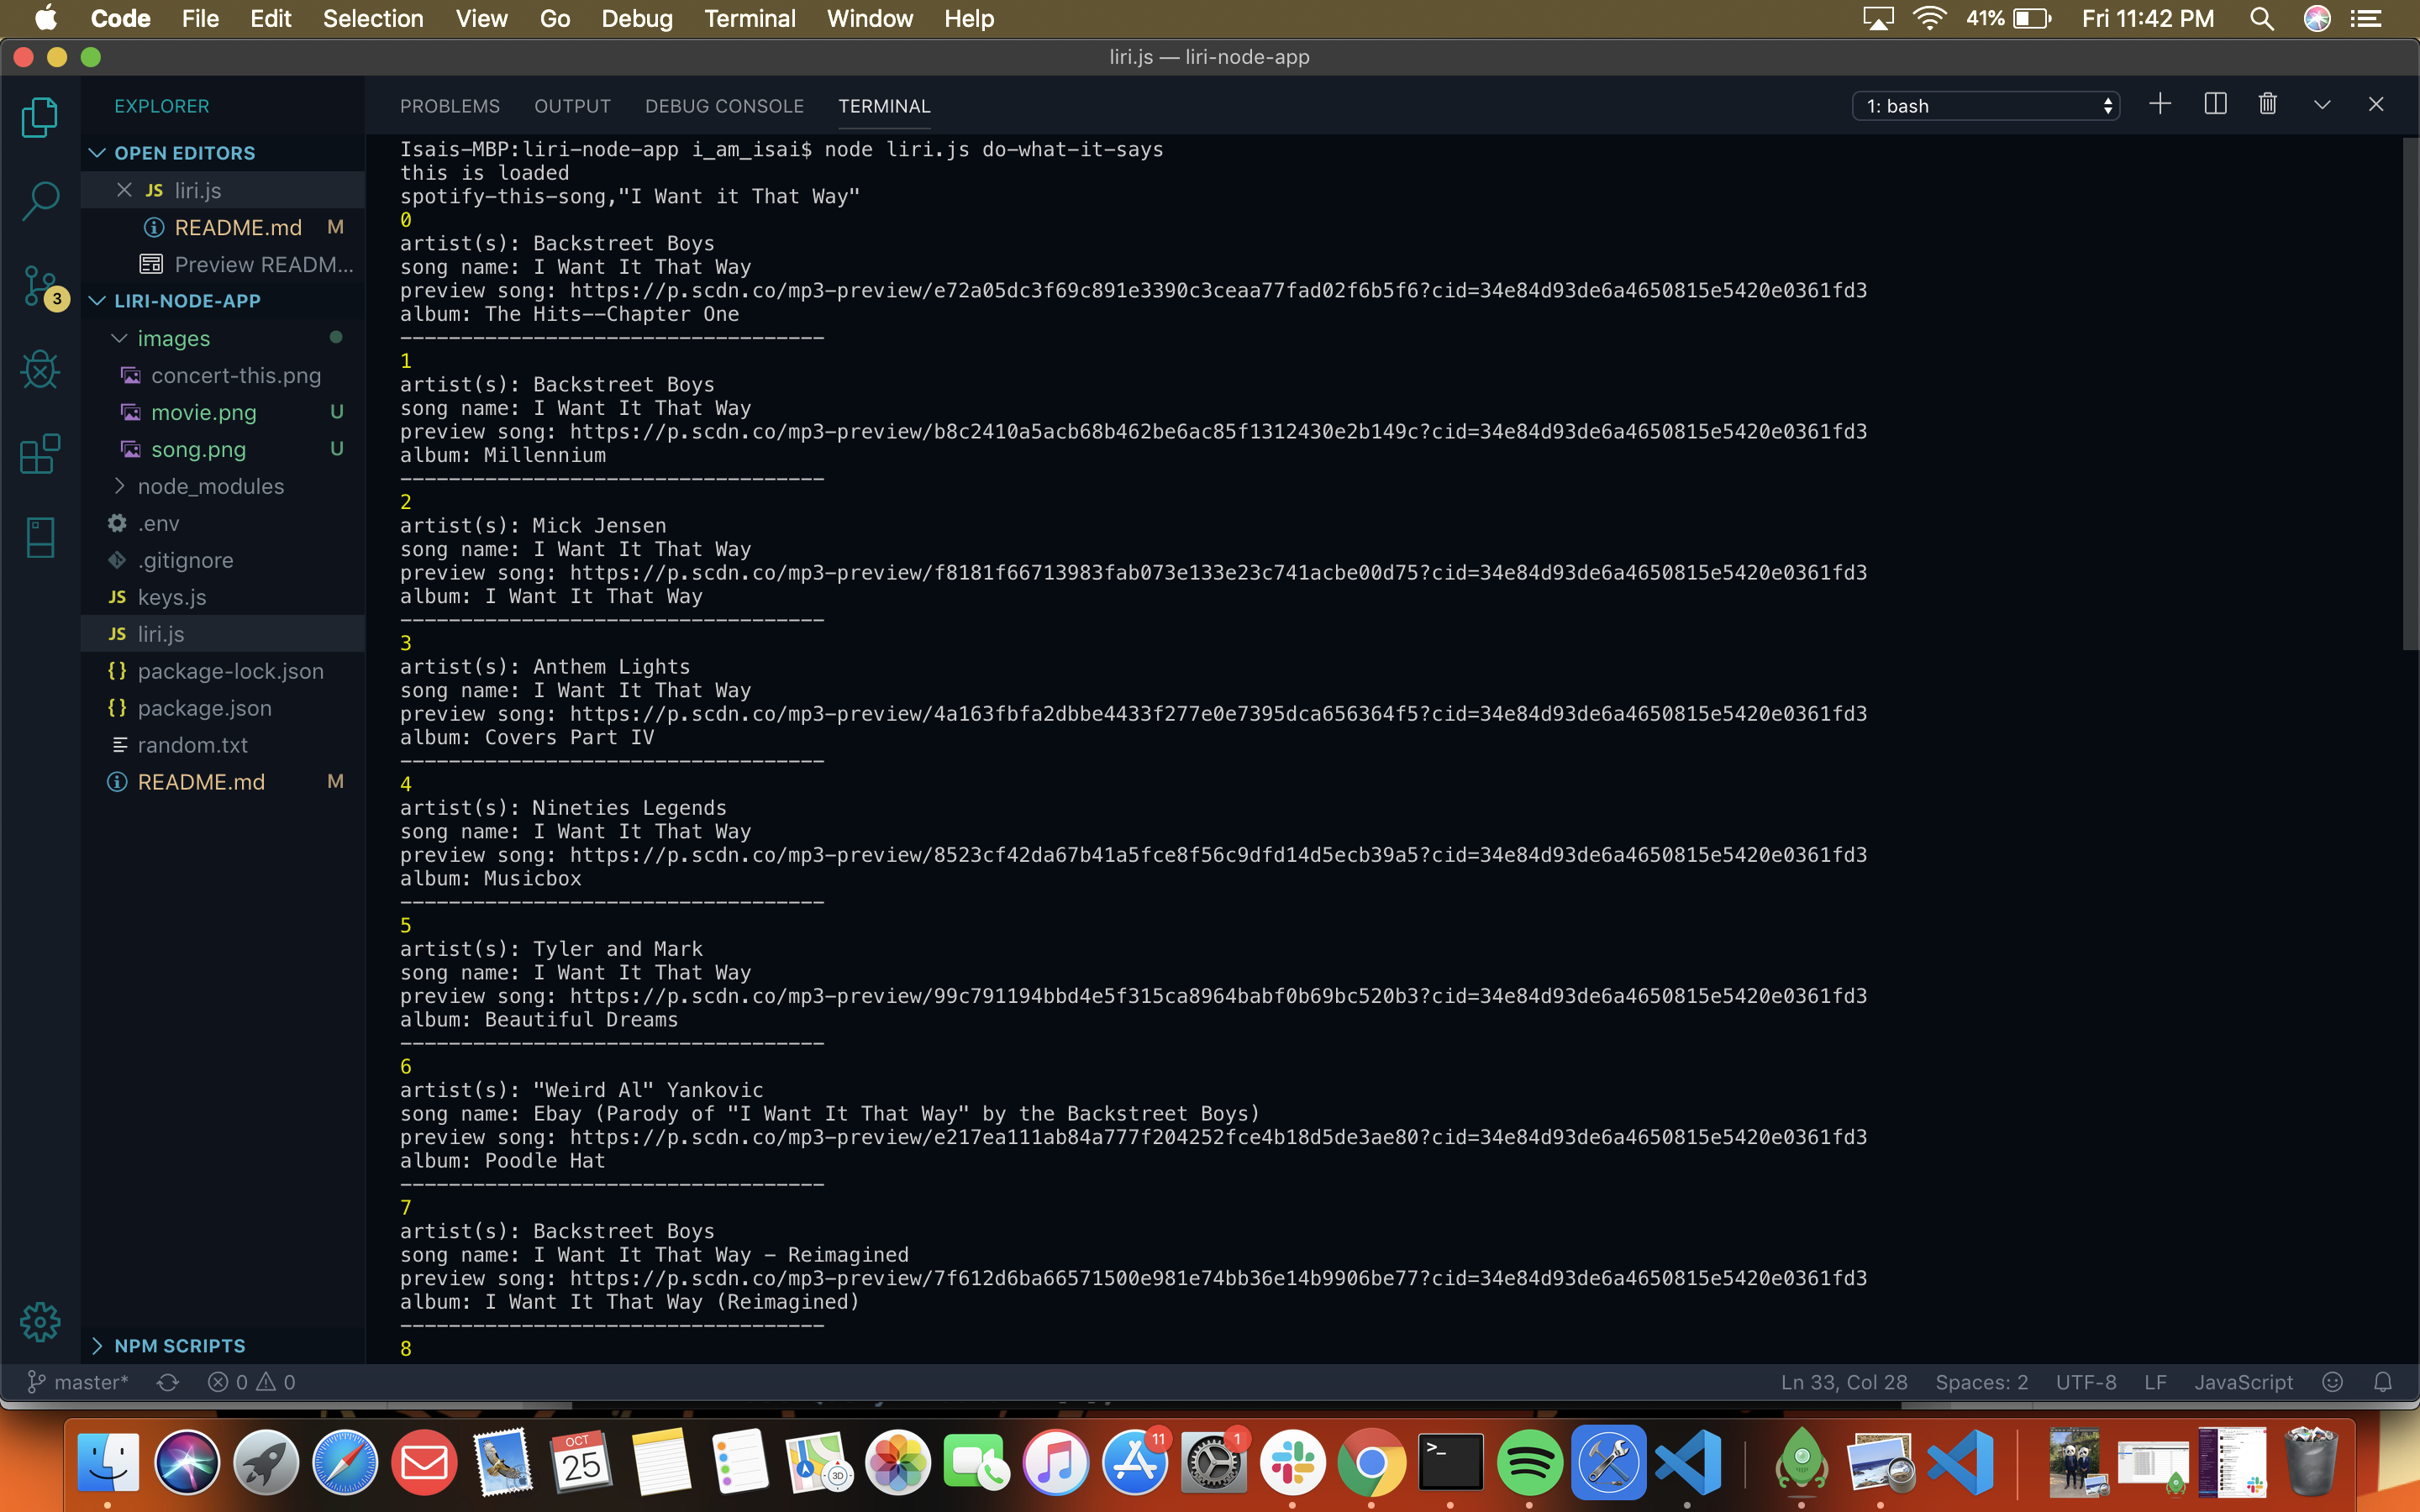 Code File Edit Selection View Go Debug Terminal Window Help 41% Fri 11:42 PM
liri.js — liri-node-app
EXPLORER
OPEN EDITORS
JS liri.js
README.md M
Preview READM...
3
LIRI-NODE-APP
images
concert-this.png
movie.png U
song.png U
node_modules
.env
.gitignore
JS keys.js
JS liri.js
{} package-lock.json
{} package.json
random.txt
README.md M
NPM SCRIPTS
PROBLEMS OUTPUT DEBUG CONSOLE TERMINAL 1: bash
Isais-MBP:liri-node-app i_am_isai$ node liri.js do-what-it-says
this is loaded
spotify-this-song,"I Want it That Way"
0
artist(s): Backstreet Boys
song name: I Want It That Way
preview song: https://p.scdn.co/mp3-preview/e72a05dc3f69c891e3390c3ceaa77fad02f6b5f6?cid=34e84d93de6a4650815e5420e0361fd3
album: The Hits--Chapter One
-----------------------------------
1
artist(s): Backstreet Boys
song name: I Want It That Way
preview song: https://p.scdn.co/mp3-preview/b8c2410a5acb68b462be6ac85f1312430e2b149c?cid=34e84d93de6a4650815e5420e0361fd3
album: Millennium
-----------------------------------
2
artist(s): Mick Jensen
song name: I Want It That Way
preview song: https://p.scdn.co/mp3-preview/f8181f66713983fab073e133e23c741acbe00d75?cid=34e84d93de6a4650815e5420e0361fd3
album: I Want It That Way
-----------------------------------
3
artist(s): Anthem Lights
song name: I Want It That Way
preview song: https://p.scdn.co/mp3-preview/4a163fbfa2dbbe4433f277e0e7395dca656364f5?cid=34e84d93de6a4650815e5420e0361fd3
album: Covers Part IV
-----------------------------------
4
artist(s): Nineties Legends
song name: I Want It That Way
preview song: https://p.scdn.co/mp3-preview/8523cf42da67b41a5fce8f56c9dfd14d5ecb39a5?cid=34e84d93de6a4650815e5420e0361fd3
album: Musicbox
-----------------------------------
5
artist(s): Tyler and Mark
song name: I Want It That Way
preview song: https://p.scdn.co/mp3-preview/99c791194bbd4e5f315ca8964babf0b69bc520b3?cid=34e84d93de6a4650815e5420e0361fd3
album: Beautiful Dreams
-----------------------------------
6
artist(s): "Weird Al" Yankovic
song name: Ebay (Parody of "I Want It That Way" by the Backstreet Boys)
preview song: https://p.scdn.co/mp3-preview/e217ea111ab84a777f204252fce4b18d5de3ae80?cid=34e84d93de6a4650815e5420e0361fd3
album: Poodle Hat
-----------------------------------
7
artist(s): Backstreet Boys
song name: I Want It That Way - Reimagined
preview song: https://p.scdn.co/mp3-preview/7f612d6ba66571500e981e74bb36e14b9906be77?cid=34e84d93de6a4650815e5420e0361fd3
album: I Want It That Way (Reimagined)
-----------------------------------
8
master* 0 0 Ln 33, Col 28 Spaces: 2 UTF-8 LF JavaScript
OCT
25
3D
11
1
>_